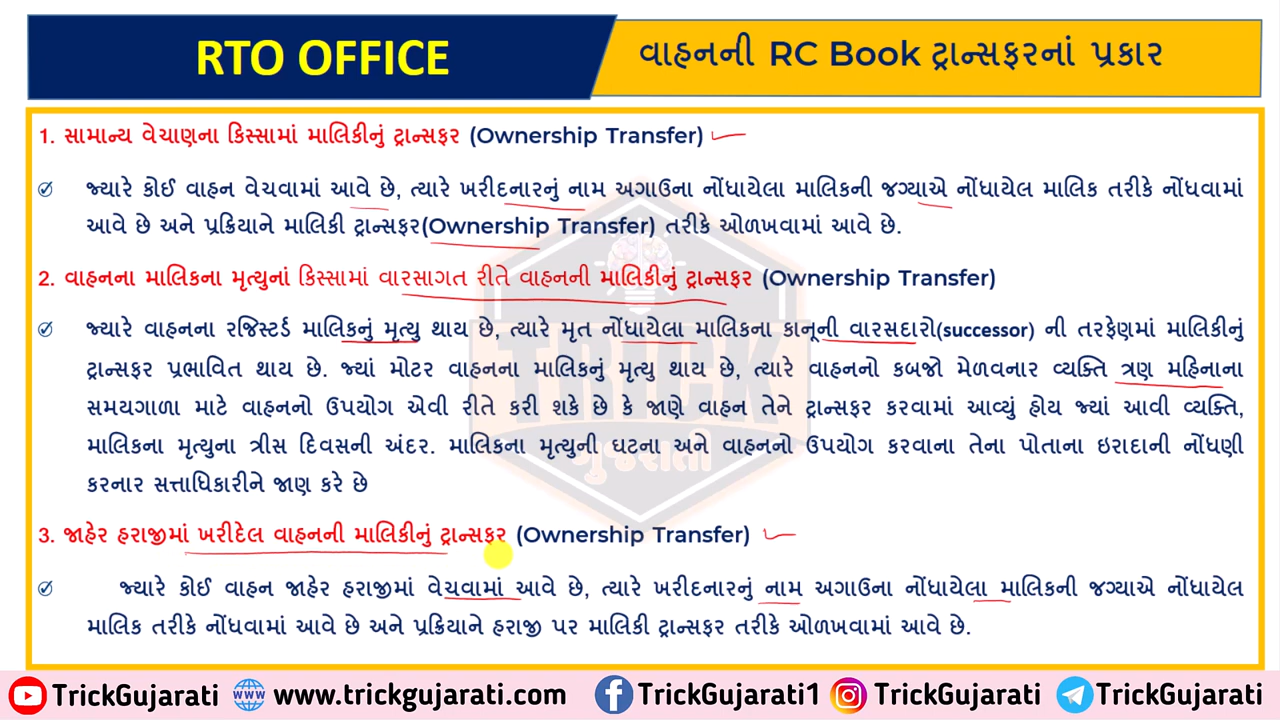 RTO OFFICE
વાહનની RC Book ટ્રાન્સફરનાં પ્રકાર
1. સામાન્ય વેચાણના કિસ્સામાં માલિકીનું ટ્રાન્સફર (Ownership Transfer)
જ્યારે કોઈ વાહન વેચવામાં આવે છે, ત્યારે ખરીદનારનું નામ અગાઉના નોંધાયેલા માલિકની જગ્યાએ નોંધાયેલ માલિક તરીકે નોંધવામાં
આવે છે અને પ્રક્રિયાને માલિકી ટ્રાન્સફર(Ownership Transfer) તરીકે ઓળખવામાં આવે છે.
2. વાહનના માલિકના મૃત્યુનાં કિસ્સામાં વારસાગત રીતે વાહનની માલિકીનું ટ્રાન્સફર (Ownership Transfer)
જ્યારે વાહનના રજિસ્ટર્ડ માલિકનું મૃત્યુ થાય છે, ત્યારે મૃત નોંધાયેલા માલિકના કાનૂની વારસદારો(successor) ની તરફેણમાં માલિકીનું
ટ્રાન્સફર પ્રભાવિત થાય છે. જ્યાં મોટર વાહનના માલિકનું મૃત્યુ થાય છે, ત્યારે વાહનનો કબજો મેળવનાર વ્યક્તિ ત્રણ મહિનાના
સમયગાળા માટે વાહનનો ઉપયોગ એવી રીતે કરી શકે છે કે જાણે વાહન તેને ટ્રાન્સફર કરવામાં આવ્યું હોય જ્યાં આવી વ્યક્તિ,
માલિકના મૃત્યુના ત્રીસ દિવસની અંદર. માલિકના મૃત્યુની ઘટના અને વાહનનો ઉપયોગ કરવાના તેના પોતાના ઇરાદાની નોંધણી
કરનાર સત્તાધિકારીને જાણ કરે છે
3. જાહેર હરાજીમાં ખરીદેલ વાહનની માલિકીનું ટ્રાન્સફર (Ownership Transfer)
જ્યારે કોઈ વાહન જાહેર હરાજીમાં વેચવામાં આવે છે, ત્યારે ખરીદનારનું નામ અગાઉના નોંધાયેલા માલિકની જગ્યાએ નોંધાયેલ
માલિક તરીકે નોંધવામાં આવે છે અને પ્રક્રિયાને હરાજી પર માલિકી ટ્રાન્સફર તરીકે ઓળખવામાં આવે છે.
TRICK
ગુજરાતી
TrickGujarati www.trickgujarati.com TrickGujarati1 TrickGujarati TrickGujarati